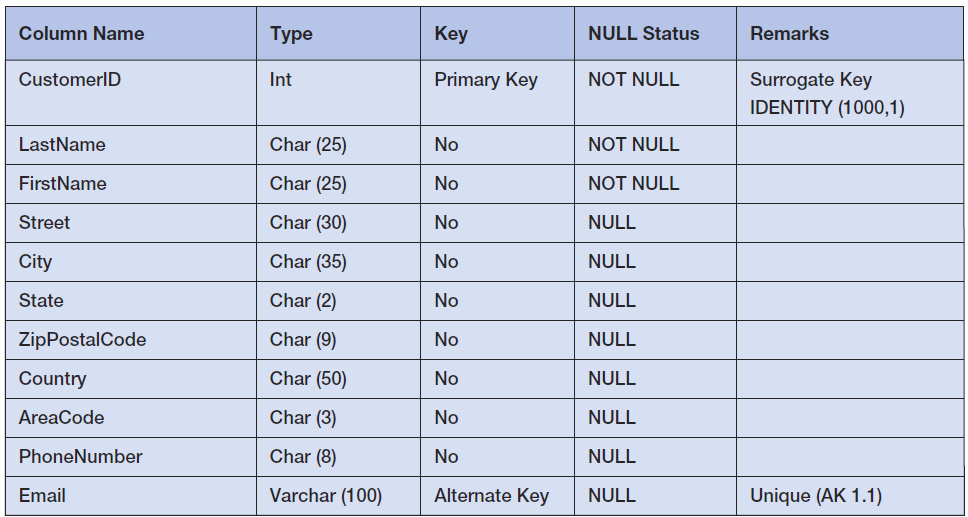 Column Name Type Key NULL Status Remarks
CustomerID Int Primary Key NOT NULL Surrogate Key
IDENTITY (1000,1)
LastName Char (25) No NOT NULL
FirstName Char (25) No NOT NULL
Street Char (30) No NULL
City Char (35) No NULL
State Char (2) No NULL
ZipPostalCode Char (9) No NULL
Country Char (50) No NULL
AreaCode Char (3) No NULL
PhoneNumber Char (8) No NULL
Email Varchar (100) Alternate Key NULL Unique (AK 1.1)